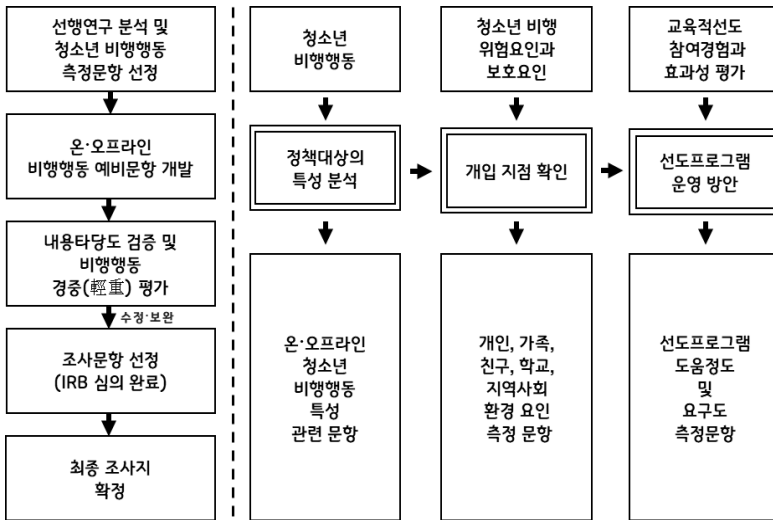 선행연구 분석 및
청소년 비행행동
측정문항 선정
온·오프라인
비행행동 예비문항 개발
내용타당도 검증 및
비행행동
경중(輕重) 평가
수정·보완
조사문항 선정
(IRB 심의 완료)
최종 조사지
확정
청소년
비행행동
정책대상의
특성 분석
온·오프라인
청소년
비행행동
특성
관련 문항
청소년 비행
위험요인과
보호요인
개입 지점 확인
개인, 가족,
친구, 학교,
지역사회
환경 요인
측정 문항
교육적선도
참여경험과
효과성 평가
선도프로그램
운영 방안
선도프로그램
도움정도
및
요구도
측정문항